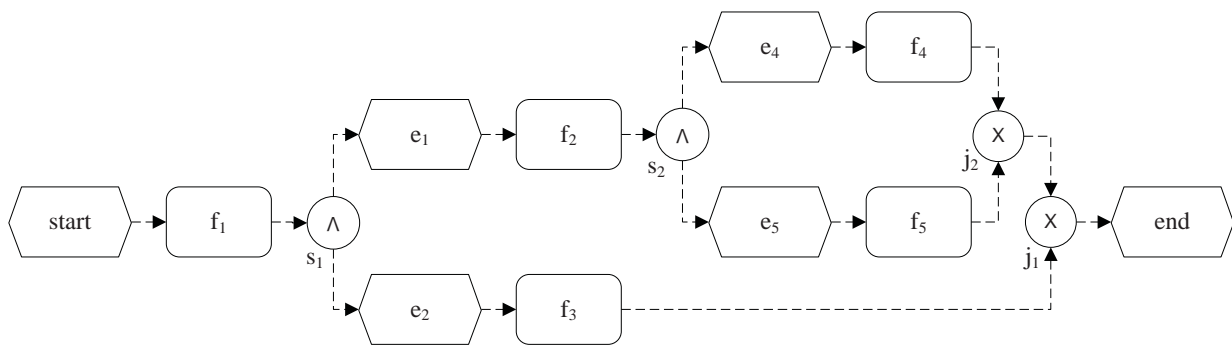 start
f₁
∧
s₁
e₁
f₂
∧
s₂
e₄
f₄
e₅
f₅
X
j₂
e₂
f₃
X
j₁
end